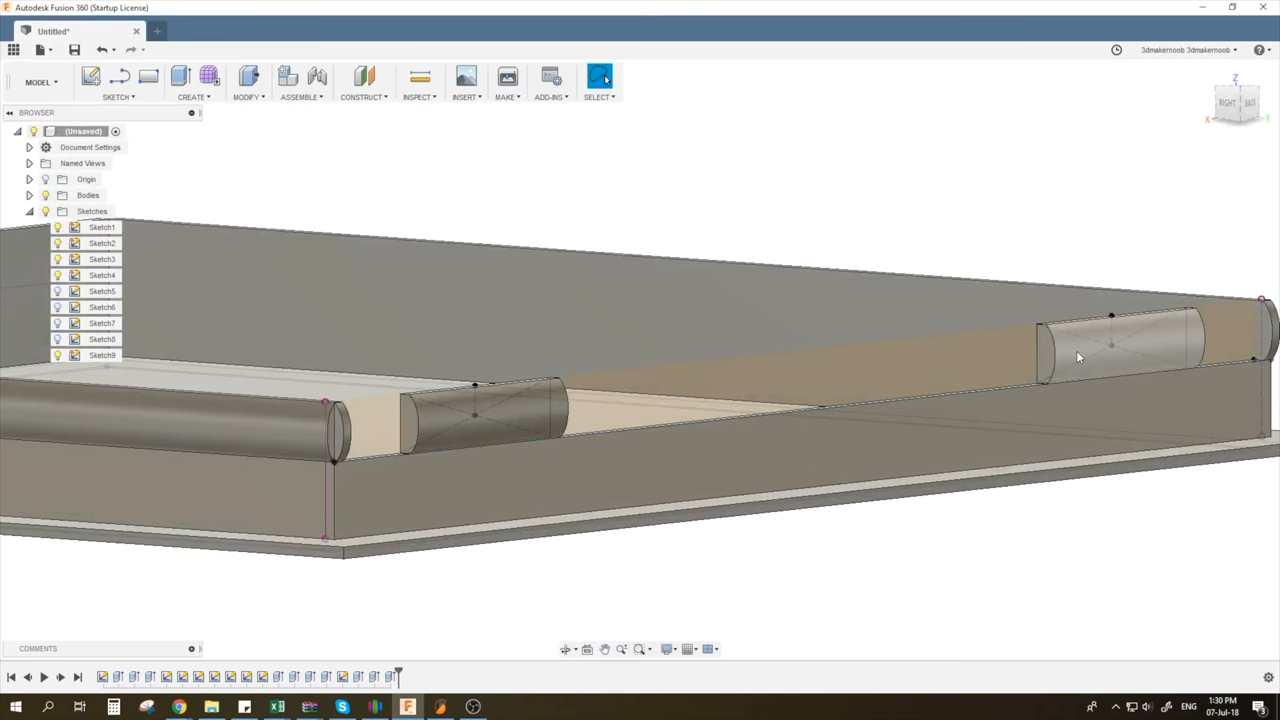 Autodesk Fusion 360 (Startup License)
Untitled*
3dmakernoob 3dmakernoob
MODEL
SKETCH
CREATE
MODIFY
ASSEMBLE
CONSTRUCT
INSPECT
INSERT
MAKE
ADD-INS
SELECT
Z
RIGHT
BACK
X
Y
BROWSER
(Unsaved)
Document Settings
Named Views
Origin
Bodies
Sketches
Sketch1
Sketch2
Sketch3
Sketch4
Sketch5
Sketch6
Sketch7
Sketch8
Sketch9
COMMENTS
ENG
1:30 PM
07-Jul-18
3